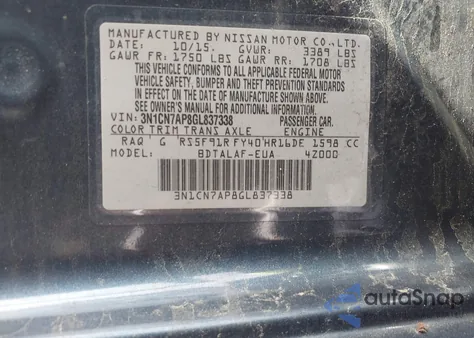 MANUFACTURED BY NISSAN MOTOR CO.,LTD.
DATE: 10/15. GVWR: 3389 LBS
GAWR FR: 1750 LBS GAWR RR: 1708 LBS
THIS VEHICLE CONFORMS TO ALL APPLICABLE FEDERAL MOTOR
VEHICLE SAFETY, BUMPER AND THEFT PREVENTION STANDARDS
IN EFFECT ON THE DATE OF MANUFACTURE SHOWN ABOVE.
SEE OWNER'S MANUAL FOR ADDITIONAL INFORMATION.
VIN: 3N1CN7AP8GL837338 PASSENGER CAR.
COLOR TRIM TRANS AXLE ENGINE
RAQ G RS5F91R FY40 HR16DE 1598 CC
BDTALAF-EUA 4Z000
3N1CN7AP8GL837338
autoSnap